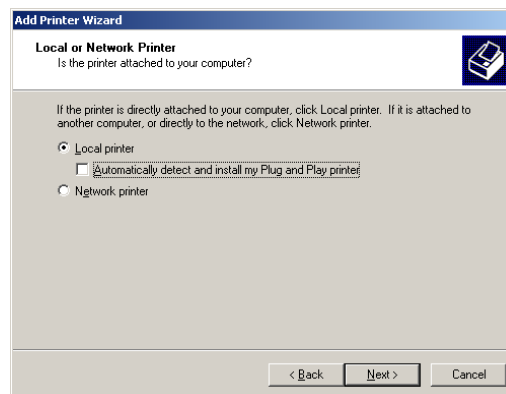 Add Printer Wizard
Local or Network Printer
Is the printer attached to your computer?
If the printer is directly attached to your computer, click Local printer. If it is attached to
another computer, or directly to the network, click Network printer.
Local printer
Automatically detect and install my Plug and Play printer
Network printer
< Back
Next >
Cancel